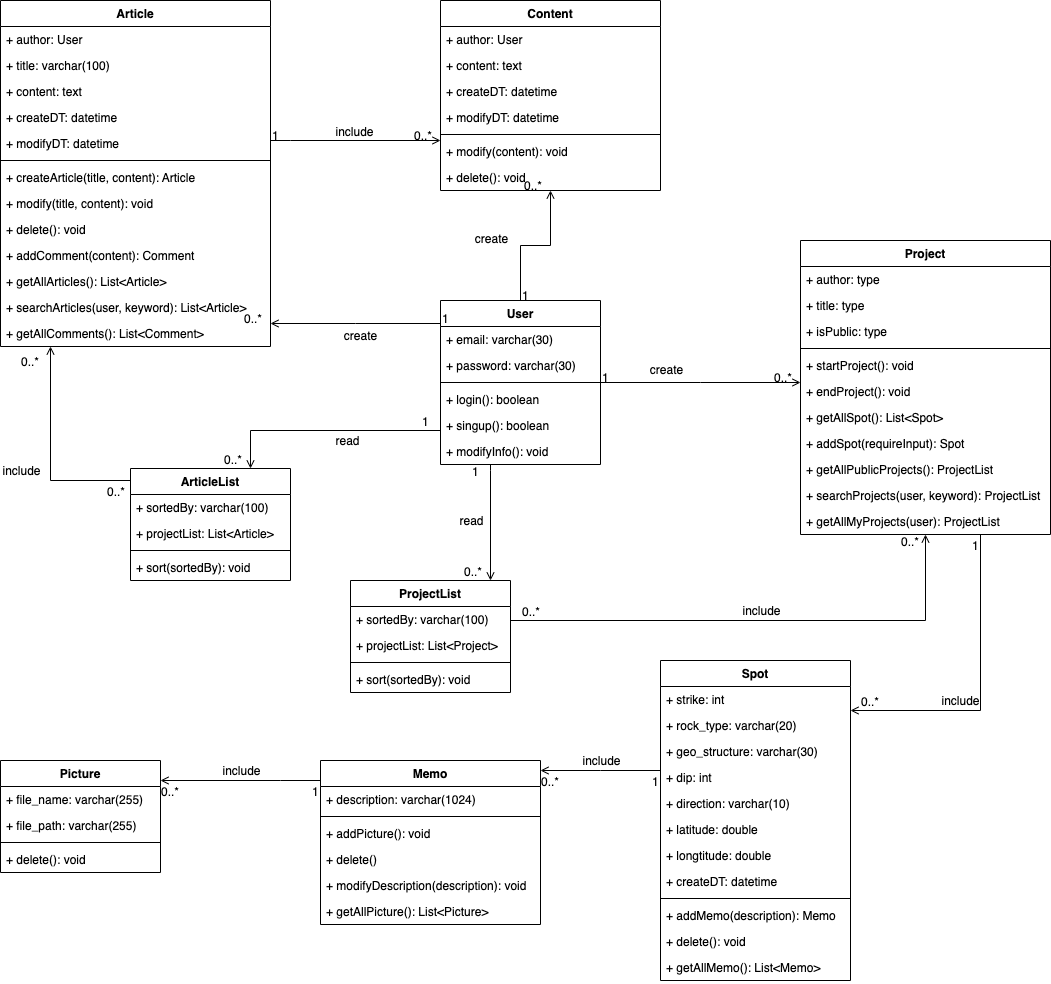 Article
+ author: User
+ title: varchar(100)
+ content: text
+ createDT: datetime
+ modifyDT: datetime
+ createArticle(title, content): Article
+ modify(title, content): void
+ delete(): void
+ addComment(content): Comment
+ getAllArticles(): List<Article>
+ searchArticles(user, keyword): List<Article>
+ getAllComments(): List<Comment>
1
include
0..*
Content
+ author: User
+ content: text
+ createDT: datetime
+ modifyDT: datetime
+ modify(content): void
+ delete(): void
0..*
create
1
User
+ email: varchar(30)
+ password: varchar(30)
+ login(): boolean
+ singup(): boolean
+ modifyInfo(): void
1
create
0..*
1
create
0..*
Project
+ author: type
+ title: type
+ isPublic: type
+ startProject(): void
+ endProject(): void
+ getAllSpot(): List<Spot>
+ addSpot(requireInput): Spot
+ getAllPublicProjects(): ProjectList
+ searchProjects(user, keyword): ProjectList
+ getAllMyProjects(user): ProjectList
1
read
0..*
0..*
include
0..*
ArticleList
+ sortedBy: varchar(100)
+ projectList: List<Article>
+ sort(sortedBy): void
1
read
0..*
ProjectList
+ sortedBy: varchar(100)
+ projectList: List<Project>
+ sort(sortedBy): void
0..*
include
0..*
1
include
0..*
Spot
+ strike: int
+ rock_type: varchar(20)
+ geo_structure: varchar(30)
+ dip: int
+ direction: varchar(10)
+ latitude: double
+ longtitude: double
+ createDT: datetime
+ addMemo(description): Memo
+ delete(): void
+ getAllMemo(): List<Memo>
include
1
0..*
Memo
+ description: varchar(1024)
+ addPicture(): void
+ delete()
+ modifyDescription(description): void
+ getAllPicture(): List<Picture>
include
1
0..*
Picture
+ file_name: varchar(255)
+ file_path: varchar(255)
+ delete(): void